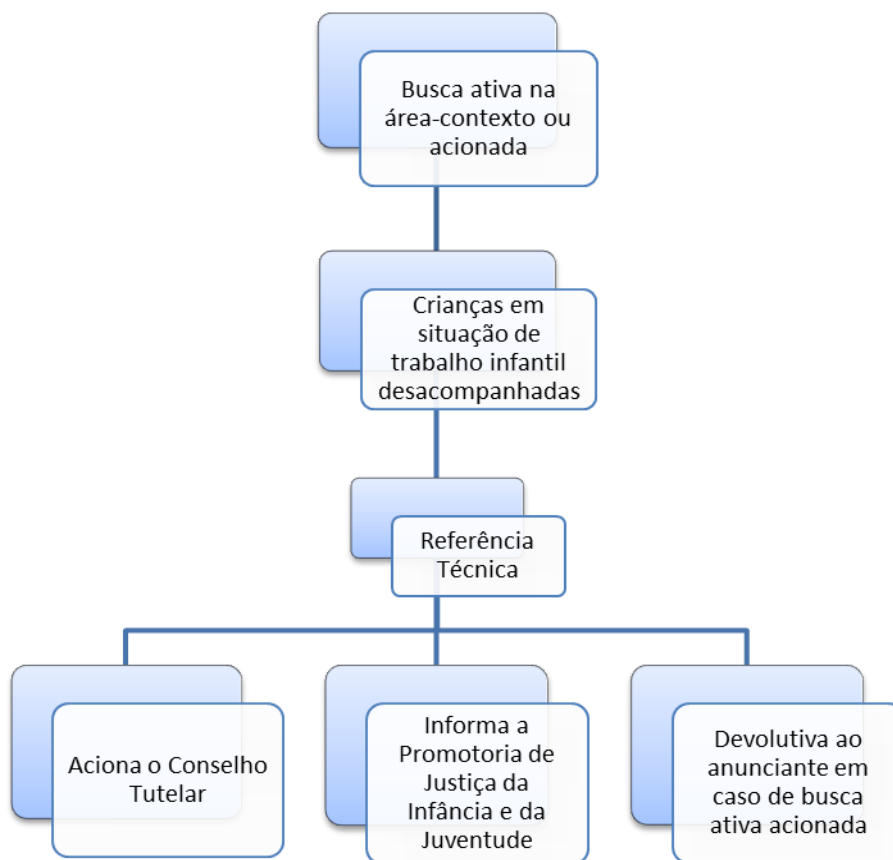 Busca ativa na
área-contexto ou
acionada
Crianças em
situação de
trabalho infantil
desacompanhadas
Referência
Técnica
Aciona o Conselho
Tutelar
Informa a
Promotoria de
Justiça da
Infância e da
Juventude
Devolutiva ao
anunciante em
caso de busca
ativa acionada